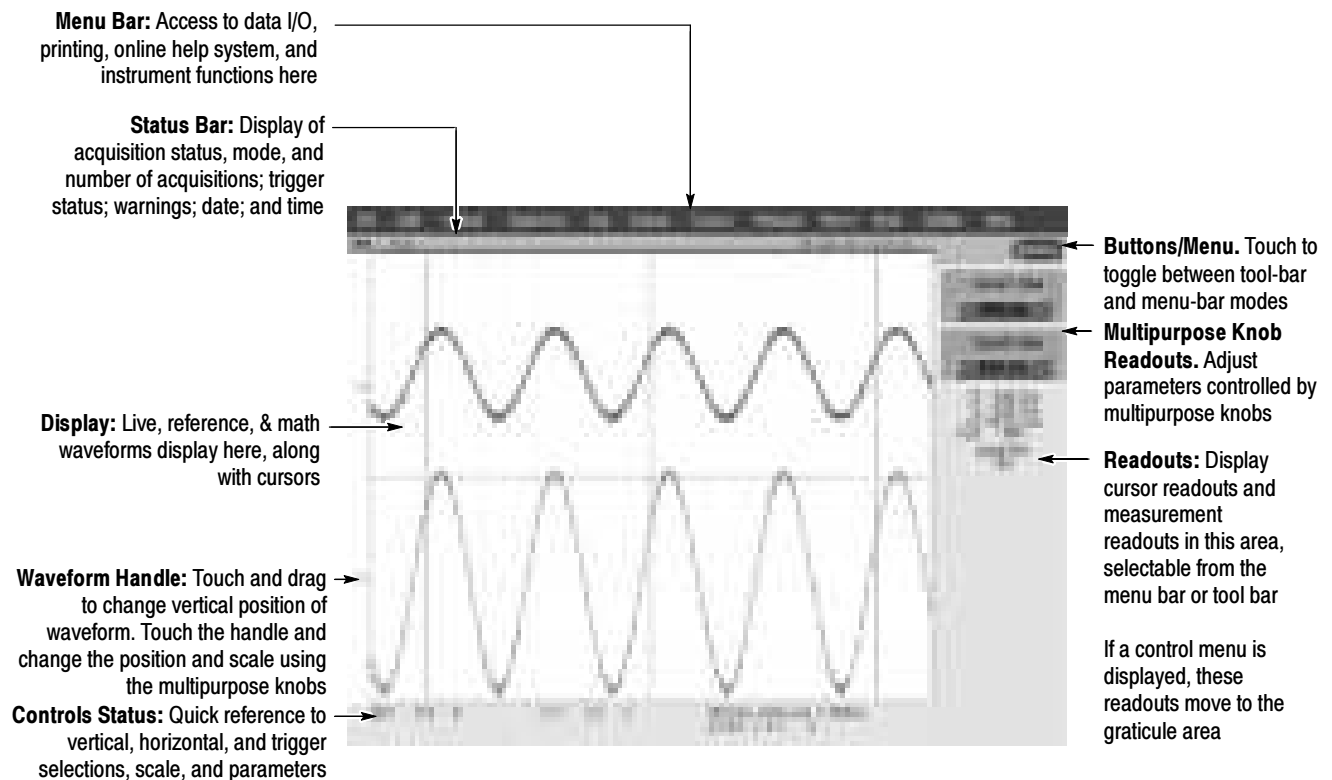 Menu Bar: Access to data I/O,
printing, online help system, and
instrument functions here
Status Bar: Display of
acquisition status, mode, and
number of acquisitions; trigger
status; warnings; date; and time
Display: Live, reference, & math
waveforms display here, along
with cursors
Waveform Handle: Touch and drag
to change vertical position of
waveform. Touch the handle and
change the position and scale using
the multipurpose knobs
Controls Status: Quick reference to
vertical, horizontal, and trigger
selections, scale, and parameters
Buttons/Menu. Touch to
toggle between tool-bar
and menu-bar modes
Multipurpose Knob
Readouts. Adjust
parameters controlled by
multipurpose knobs
Readouts: Display
cursor readouts and
measurement
readouts in this area,
selectable from the
menu bar or tool bar
If a control menu is
displayed, these
readouts move to the
graticule area